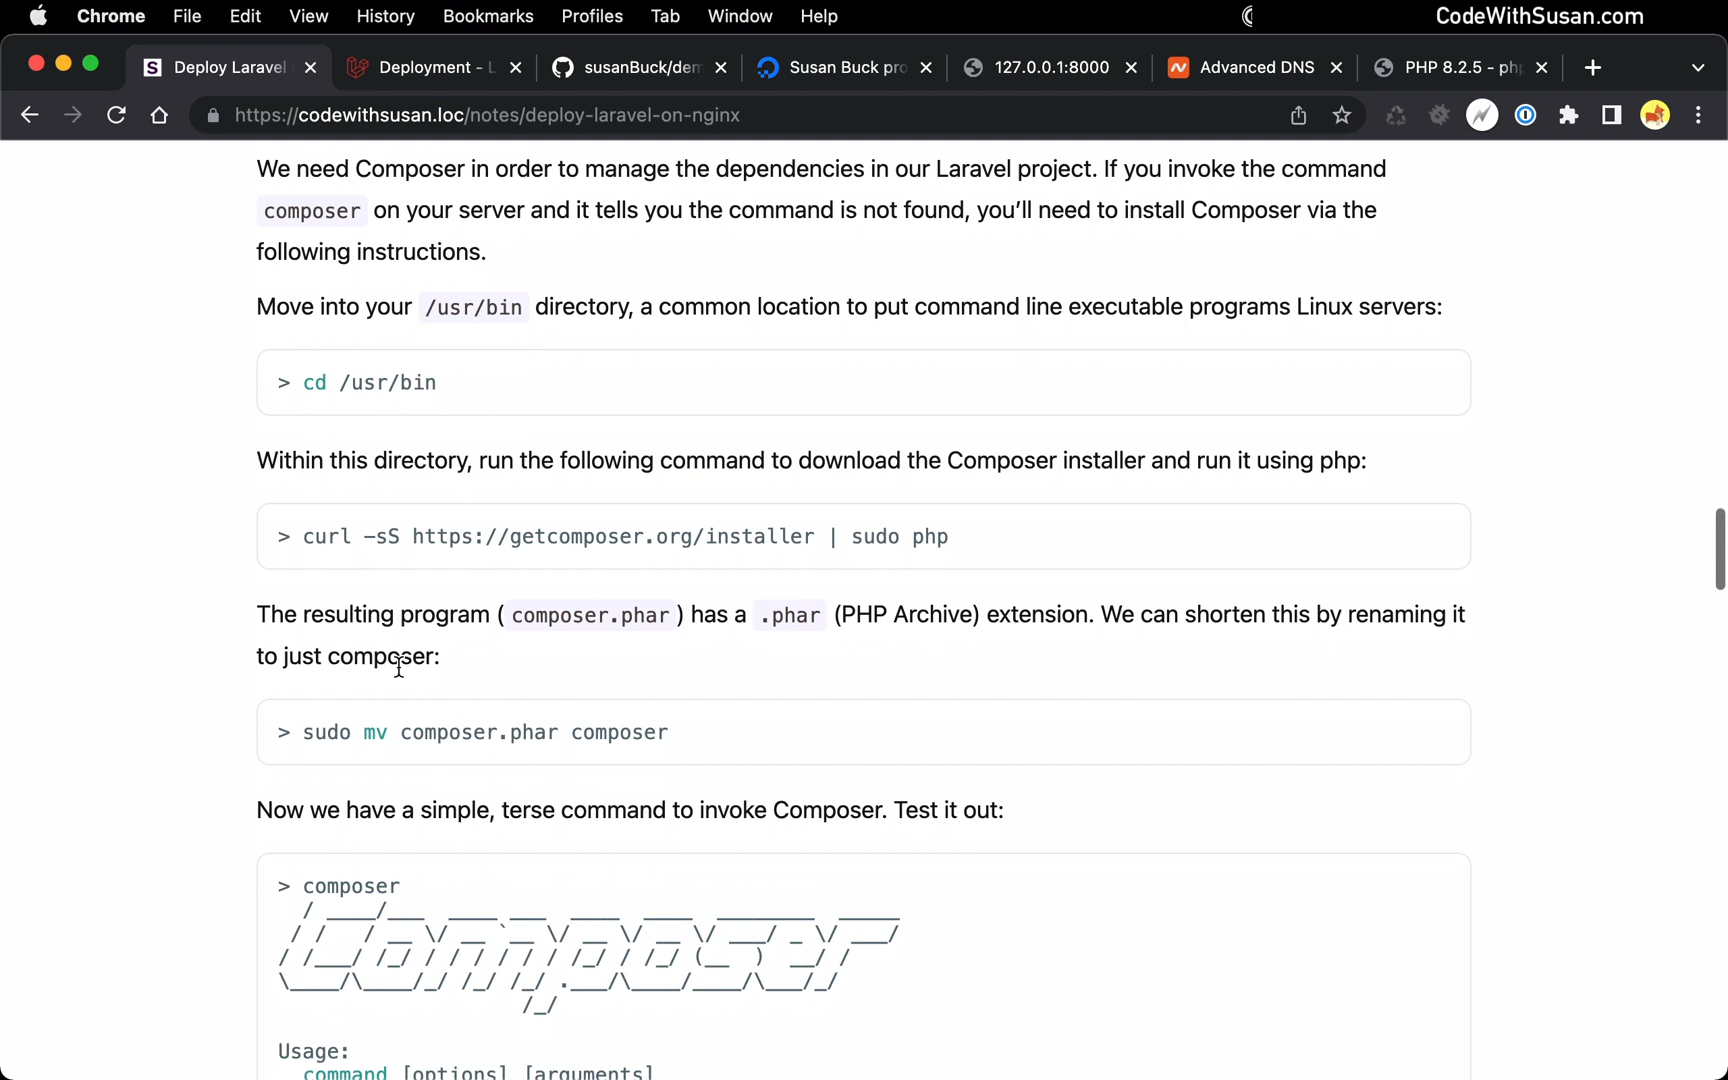 Chrome File Edit View History Bookmarks Profiles Tab Window Help CodeWithSusan.com
Deploy Laravel Deployment - L susanBuck/dem Susan Buck pro 127.0.0.1:8000 Advanced DNS PHP 8.2.5 - php
https://codewithsusan.loc/notes/deploy-laravel-on-nginx
We need Composer in order to manage the dependencies in our Laravel project. If you invoke the command
composer on your server and it tells you the command is not found, you’ll need to install Composer via the
following instructions.
Move into your /usr/bin directory, a common location to put command line executable programs Linux servers:
> cd /usr/bin
Within this directory, run the following command to download the Composer installer and run it using php:
> curl -sS https://getcomposer.org/installer | sudo php
The resulting program ( composer.phar ) has a .phar (PHP Archive) extension. We can shorten this by renaming it
to just composer:
> sudo mv composer.phar composer
Now we have a simple, terse command to invoke Composer. Test it out:
> composer
Composer
Usage:
command [options] [arguments]